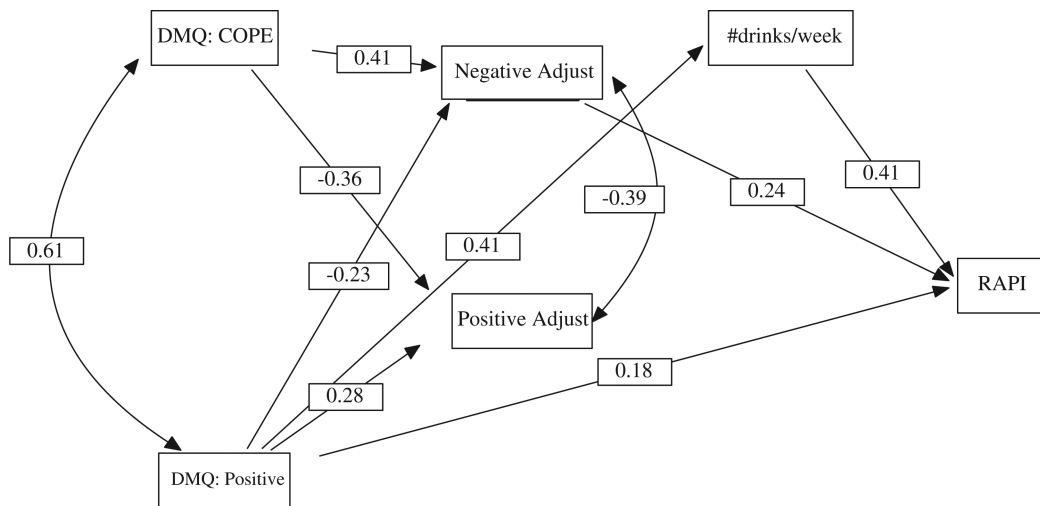 DMQ: COPE
#drinks/week
0.41
Negative Adjust
-0.36
0.41
0.24
-0.39
0.61
0.41
-0.23
RAPI
Positive Adjust
0.18
0.28
DMQ: Positive